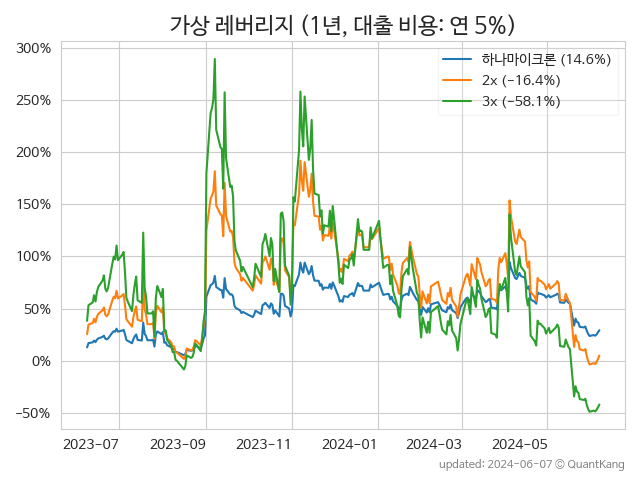 가상 레버리지 (1년, 대출 비용: 연 5%)
300%
250%
200%
150%
100%
50%
0%
−50%
하나마이크론 (14.6%)
2x (−16.4%)
3x (−58.1%)
2023-07 2023-09 2023-11 2024-01 2024-03 2024-05
updated: 2024-06-07 © QuantKang